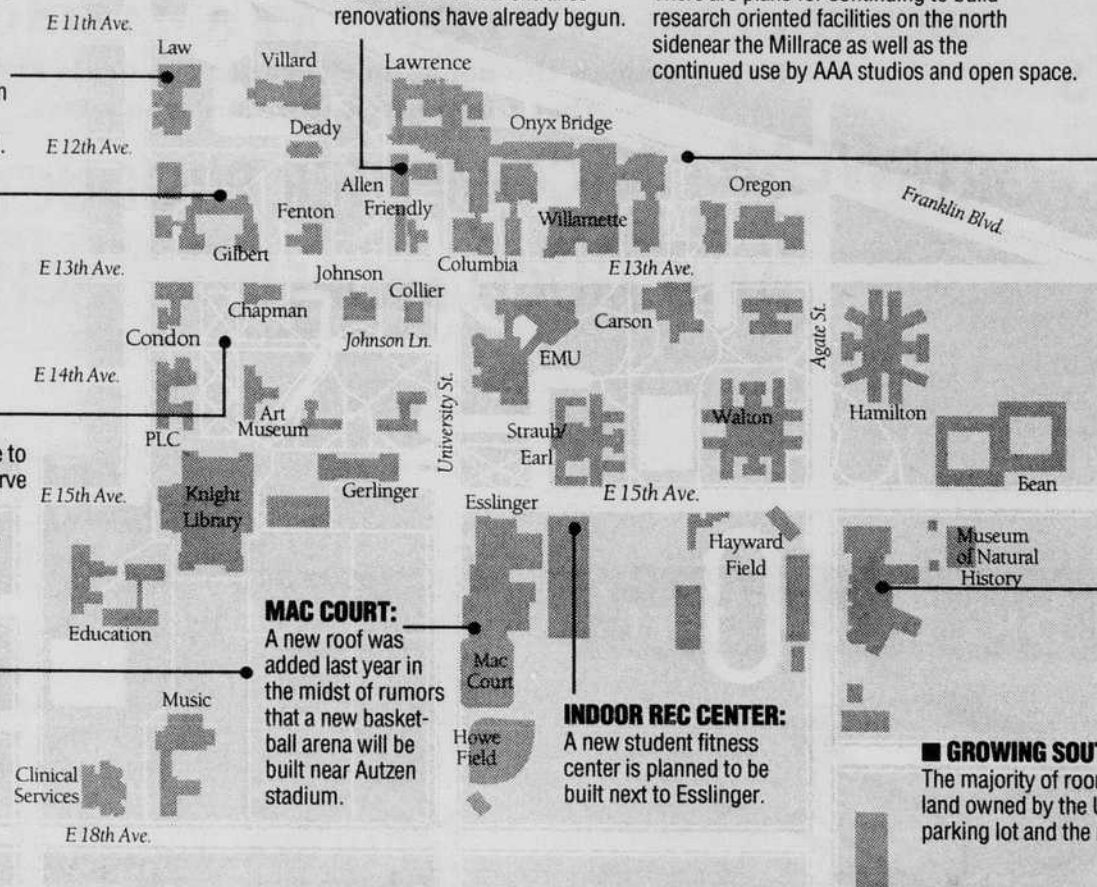 renovations have already begun.
research oriented facilities on the north
sidenear the Millrace as well as the
continued use by AAA studios and open space.
E 11th Ave.
Law
Villard
Lawrence
Deady
Onyx Bridge
E 12th Ave.
Allen
Friendly
Oregon
Franklin Blvd.
Fenton
Willamette
Gilbert
Columbia
E 13th Ave.
E 13th Ave.
Johnson
Collier
Chapman
Carson
Condon
Johnson Ln.
EMU
Agate St.
E 14th Ave.
University St.
Art
Museum
PLC
Straub/
Earl
Walton
Hamilton
e to
rve
E 15th Ave.
Knight
Library
Gerlinger
Esslinger
E 15th Ave.
Bean
Hayward
Field
Museum
of Natural
History
Education
MAC COURT:
A new roof was
added last year in
the midst of rumors
that a new basket-
ball arena will be
built near Autzen
stadium.
Mac
Court
Music
Howe
Field
INDOOR REC CENTER:
A new student fitness
center is planned to be
built next to Esslinger.
Clinical
Services
E 18th Ave.
■ GROWING SOUT
The majority of roo
land owned by the U
parking lot and the